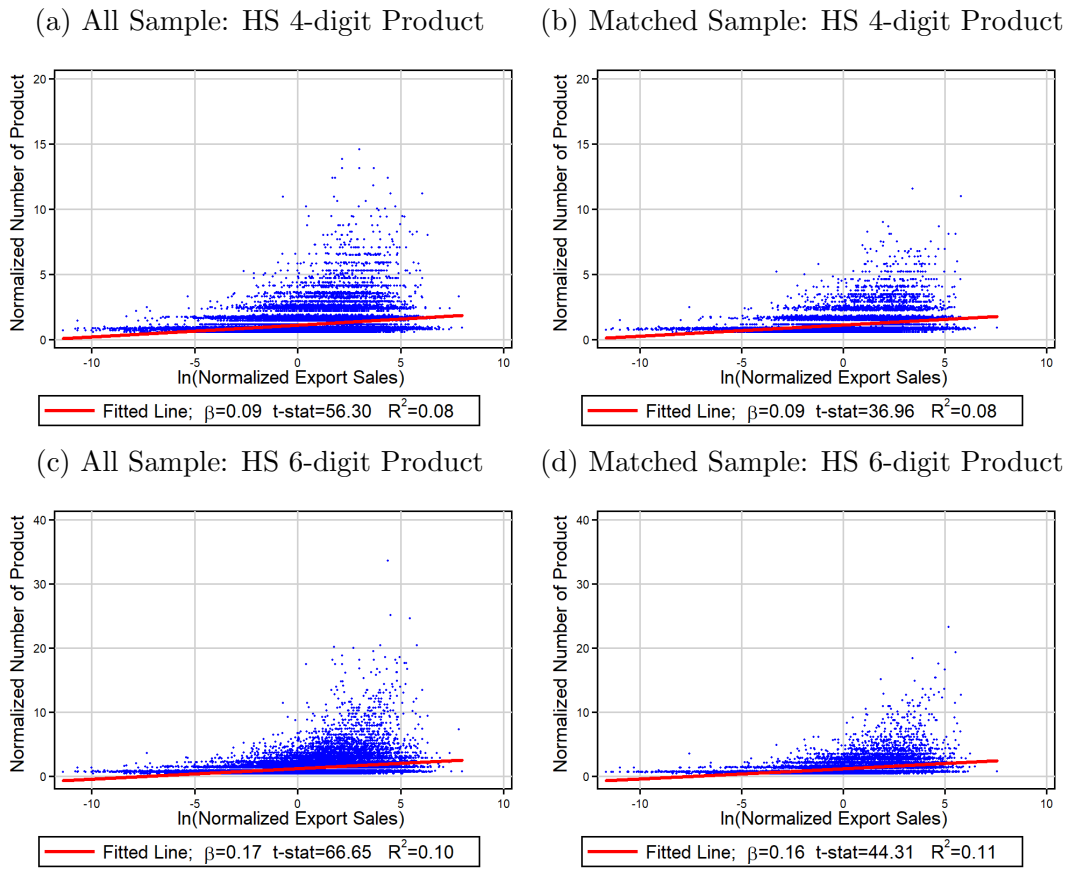 (a) All Sample: HS 4-digit Product
(b) Matched Sample: HS 4-digit Product
Normalized Number of Product
20
15
10
5
0
-10 -5 0 5 10
ln(Normalized Export Sales)
Fitted Line; β=0.09 t-stat=56.30 R²=0.08
Normalized Number of Product
20
15
10
5
0
-10 -5 0 5 10
ln(Normalized Export Sales)
Fitted Line; β=0.09 t-stat=36.96 R²=0.08
(c) All Sample: HS 6-digit Product
(d) Matched Sample: HS 6-digit Product
Normalized Number of Product
40
30
20
10
0
-10 -5 0 5 10
ln(Normalized Export Sales)
Fitted Line; β=0.17 t-stat=66.65 R²=0.10
Normalized Number of Product
40
30
20
10
0
-10 -5 0 5 10
ln(Normalized Export Sales)
Fitted Line; β=0.16 t-stat=44.31 R²=0.11